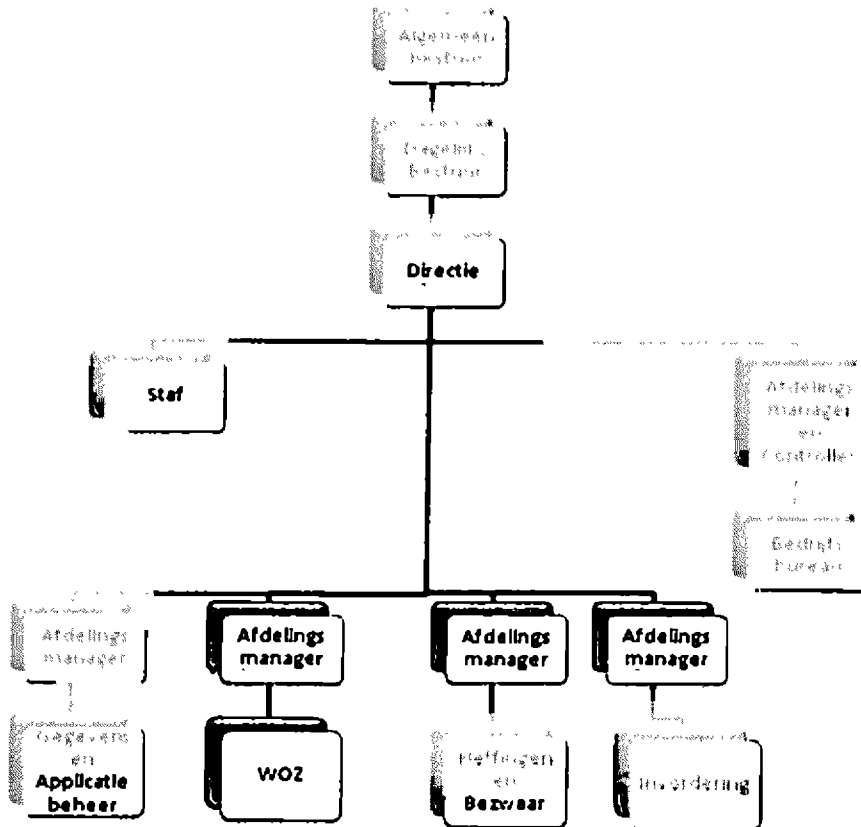 Algemeen
bestuur
Dagelijks
Bestuur
Directie
Staf
Afdelings
manager
en
Controller
Bedrijfs
bureau
Afdelings
manager
Afdelings
manager
Afdelings
manager
Afdelings
manager
Gegevens
en
Applicatie
beheer
WOZ
Heffingen
en
Bezwaar
Invordering